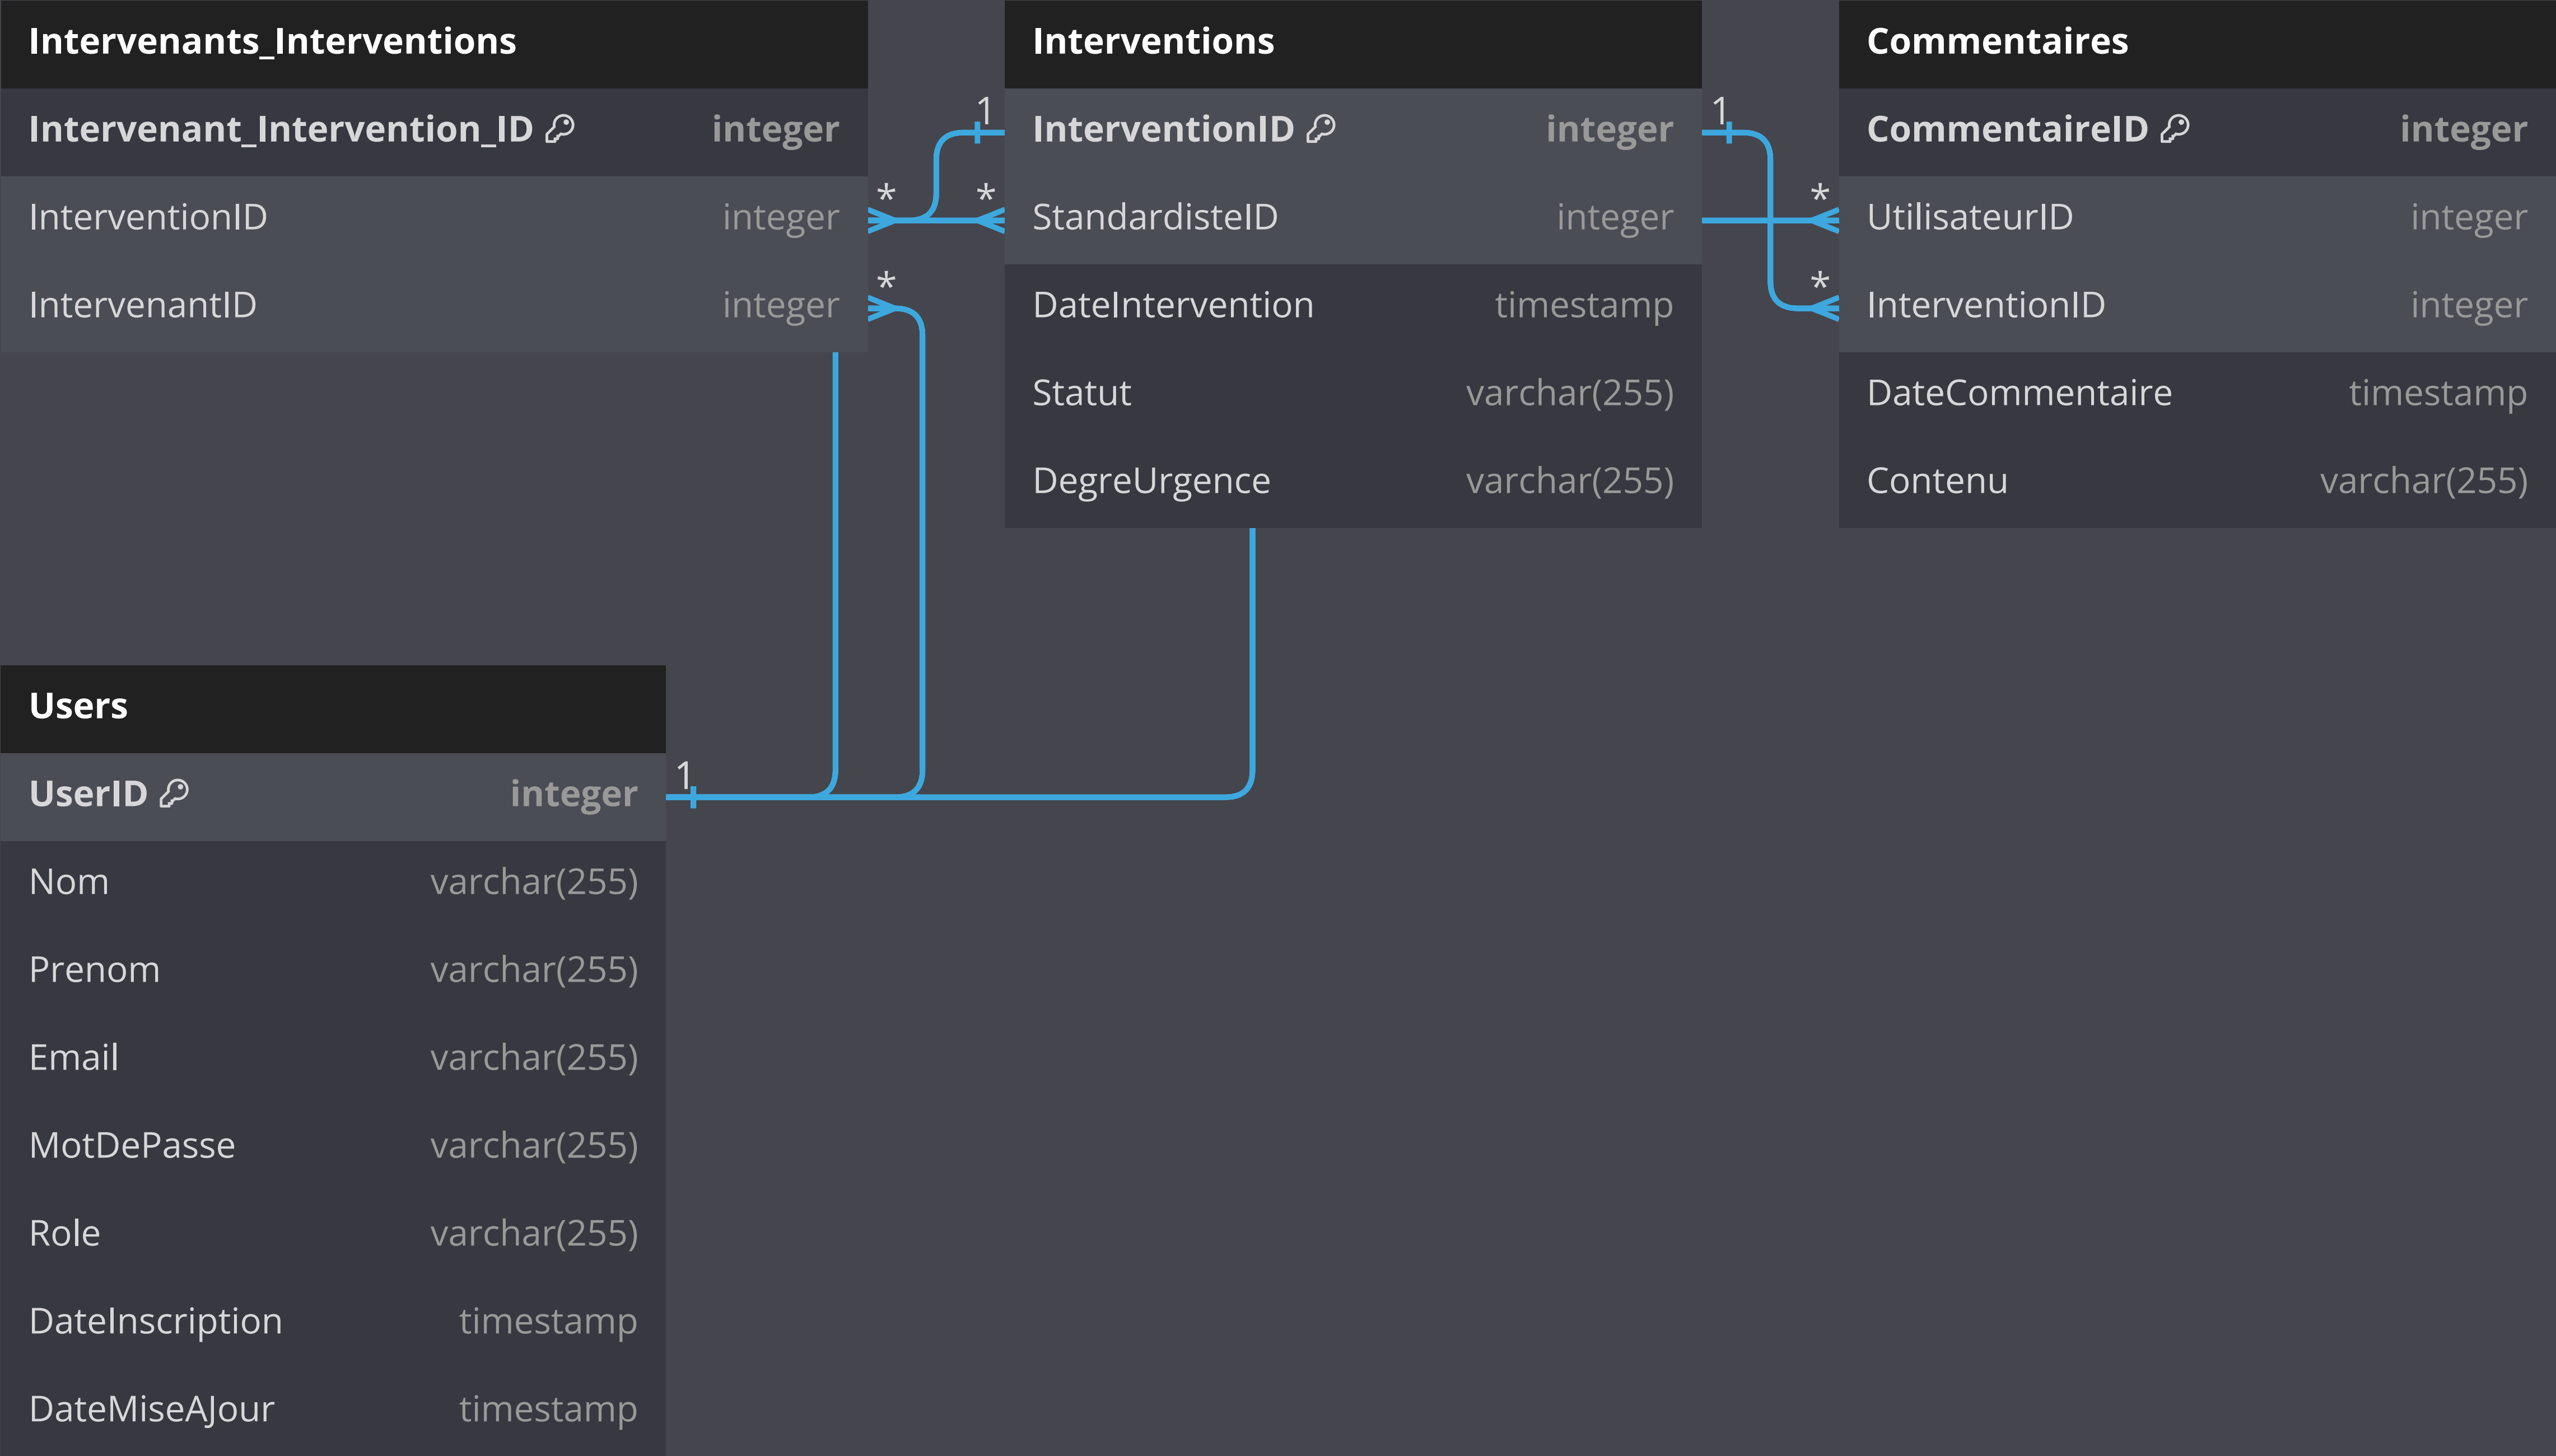 Intervenants_Interventions
Intervenant_Intervention_ID integer
InterventionID integer
IntervenantID integer
Interventions
InterventionID integer
StandardisteID integer
DateIntervention timestamp
Statut varchar(255)
DegreUrgence varchar(255)
Commentaires
CommentaireID integer
UtilisateurID integer
InterventionID integer
DateCommentaire timestamp
Contenu varchar(255)
1
*
*
*
1
*
*
Users
UserID integer
Nom varchar(255)
Prenom varchar(255)
Email varchar(255)
MotDePasse varchar(255)
Role varchar(255)
DateInscription timestamp
DateMiseAJour timestamp
1